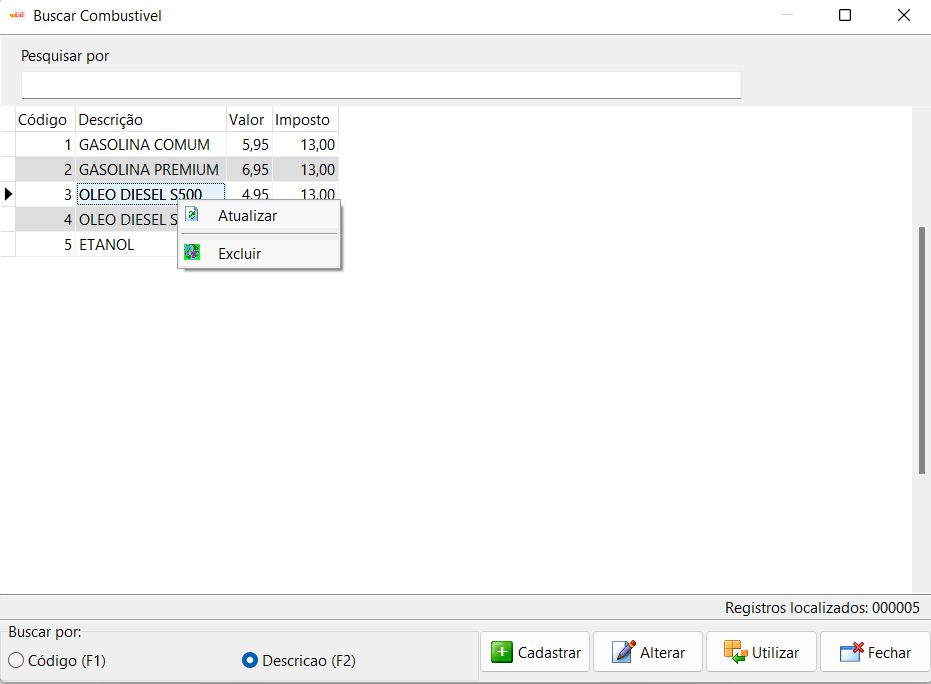 Buscar Combustivel
Pesquisar por
Código Descrição Valor Imposto
1 GASOLINA COMUM 5,95 13,00
2 GASOLINA PREMIUM 6,95 13,00
3 OLEO DIESEL S500 4,95 13,00
4 OLEO DIESEL
5 ETANOL
Atualizar
Excluir
Registros localizados: 000005
Buscar por:
Código (F1) Descricao (F2)
Cadastrar Alterar Utilizar Fechar